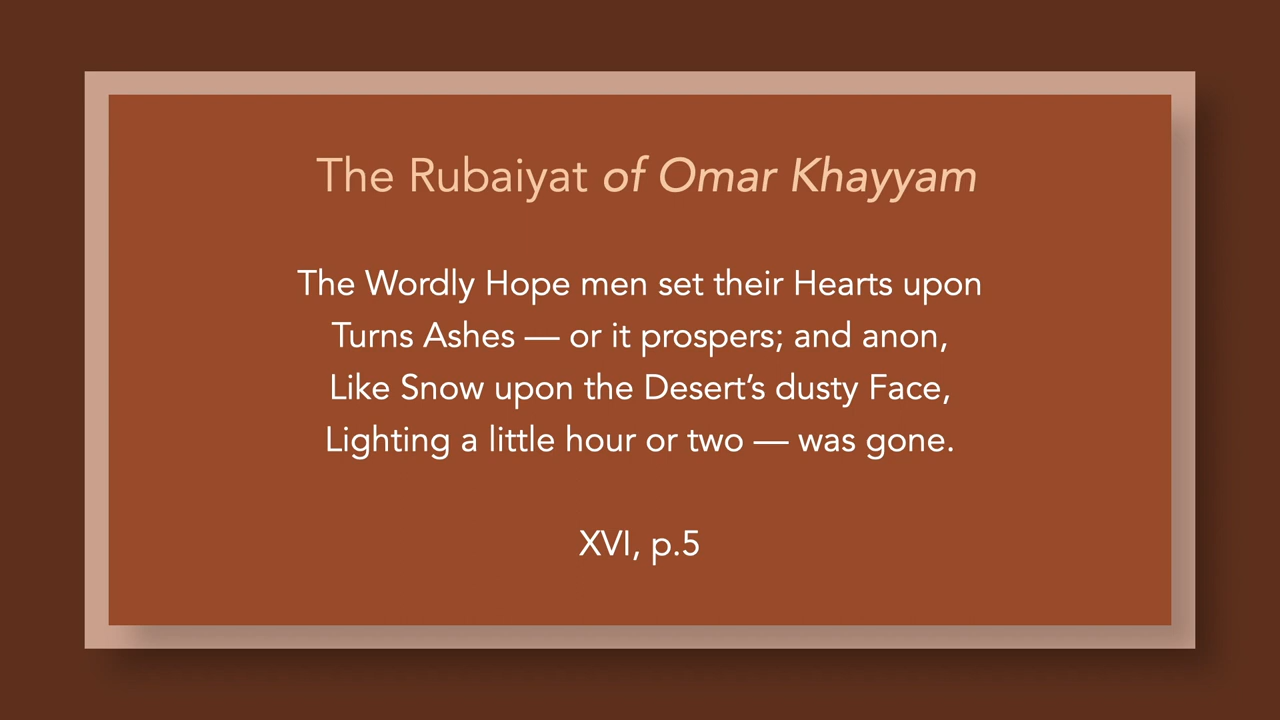 The Rubaiyat of Omar Khayyam
The Wordly Hope men set their Hearts upon
Turns Ashes — or it prospers; and anon,
Like Snow upon the Desert’s dusty Face,
Lighting a little hour or two — was gone.
XVI, p.5